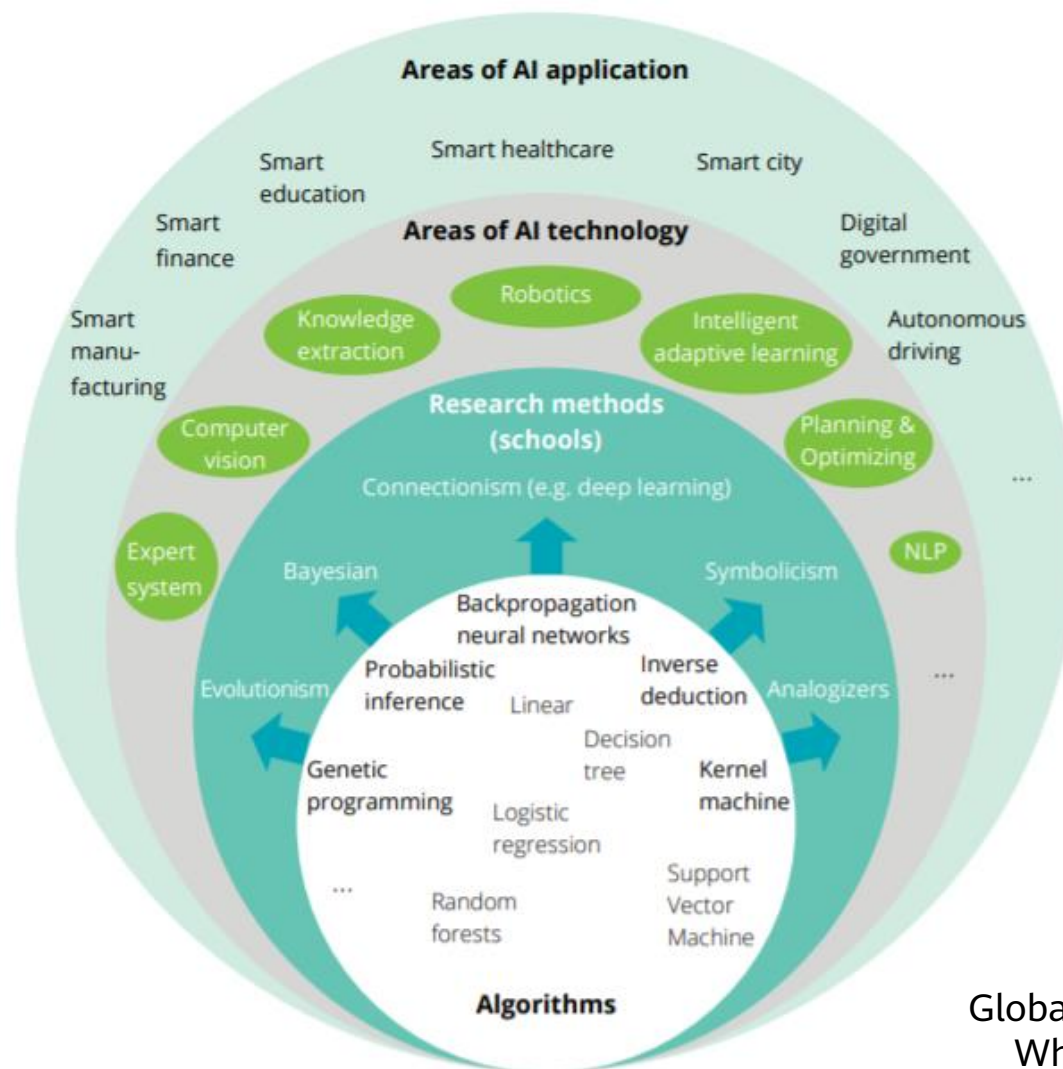 Areas of AI application
Smart healthcare
Smart
education
Smart city
Smart
finance
Digital
government
Smart
manu-
facturing
Autonomous
driving
...
Areas of AI technology
Robotics
Knowledge
extraction
Intelligent
adaptive learning
Computer
vision
Planning &
Optimizing
Expert
system
NLP
...
Research methods
(schools)
Connectionism (e.g. deep learning)
Bayesian
Symbolicism
Evolutionism
Analogizers
Backpropagation
neural networks
Probabilistic
inference
Inverse
deduction
Linear
Decision
tree
Genetic
programming
Kernel
machine
Logistic
regression
...
Random
forests
Support
Vector
Machine
Algorithms
Globa
Wh